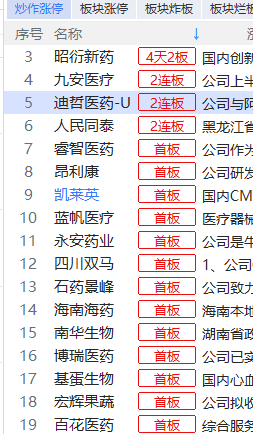 炒作涨停 板块涨停 板块炸板 板块烂板
序号 名称 ↓
3 昭衍新药 4天2板 国内创新
4 九安医疗 2连板 公司上半
5 迪哲医药-U 2连板 公司与阿
6 人民同泰 2连板 黑龙江省
7 睿智医药 首板 公司作为
8 昂利康 首板 公司研发
9 凯莱英 首板 国内CM
10 蓝帆医疗 首板 医疗器械
11 永安药业 首板 公司是牛
12 四川双马 首板 1、公司
13 石药景峰 首板 公司致力
14 海南海药 首板 海南本地
15 南华生物 首板 湖南省政
16 博瑞医药 首板 公司已实
17 基蛋生物 首板 国内心血
18 宏辉果蔬 首板 公司拟收
19 百花医药 首板 综合服务